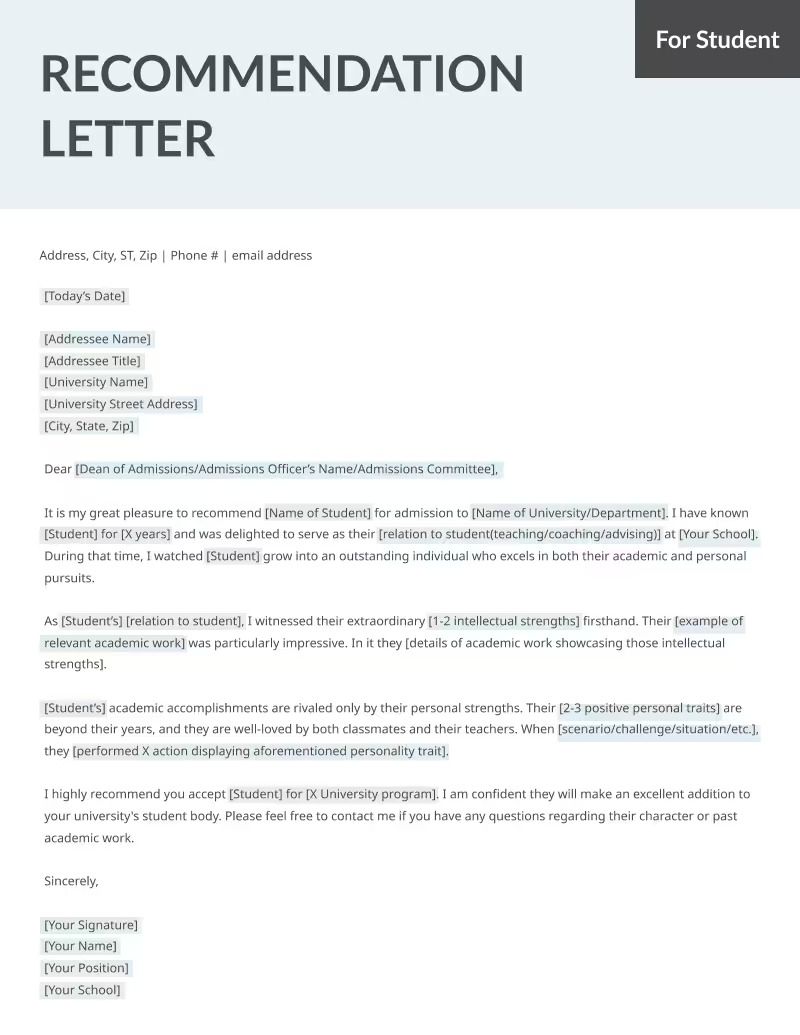 For Student
RECOMMENDATION
LETTER
Address, City, ST, Zip | Phone # | email address
[Today’s Date]
[Addressee Name]
[Addressee Title]
[University Name]
[University Street Address]
[City, State, Zip]
Dear [Dean of Admissions/Admissions Officer’s Name/Admissions Committee],
It is my great pleasure to recommend [Name of Student] for admission to [Name of University/Department]. I have known
[Student] for [X years] and was delighted to serve as their [relation to student(teaching/coaching/advising)] at [Your School].
During that time, I watched [Student] grow into an outstanding individual who excels in both their academic and personal
pursuits.
As [Student’s] [relation to student], I witnessed their extraordinary [1-2 intellectual strengths] firsthand. Their [example of
relevant academic work] was particularly impressive. In it they [details of academic work showcasing those intellectual
strengths].
[Student’s] academic accomplishments are rivaled only by their personal strengths. Their [2-3 positive personal traits] are
beyond their years, and they are well-loved by both classmates and their teachers. When [scenario/challenge/situation/etc.],
they [performed X action displaying aforementioned personality trait].
I highly recommend you accept [Student] for [X University program]. I am confident they will make an excellent addition to
your university's student body. Please feel free to contact me if you have any questions regarding their character or past
academic work.
Sincerely,
[Your Signature]
[Your Name]
[Your Position]
[Your School]